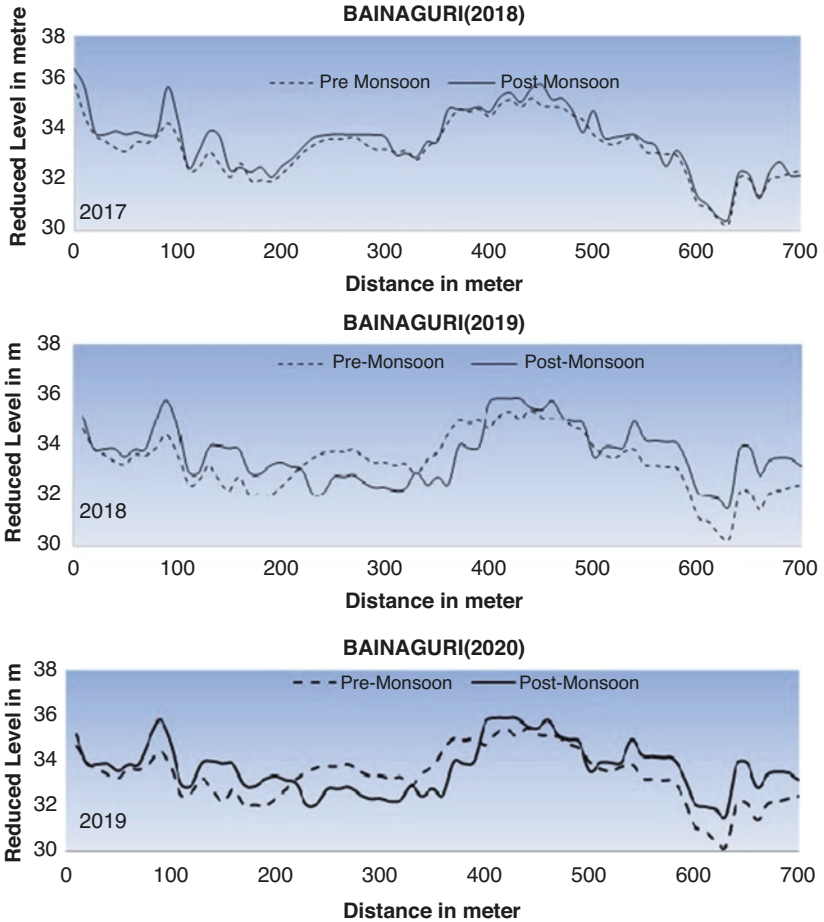 BAINAGURI(2018)
Reduced Level in metre
38
36
34
32
30
Pre Monsoon Post Monsoon
2017
0 100 200 300 400 500 600 700
Distance in meter
BAINAGURI(2019)
Reduced Level in m
38
36
34
32
30
Pre-Monsoon Post-Monsoon
2018
0 100 200 300 400 500 600 700
Distance in meter
BAINAGURI(2020)
Reduced Level in m
38
36
34
32
30
Pre-Monsoon Post-Monsoon
2019
0 100 200 300 400 500 600 700
Distance in meter